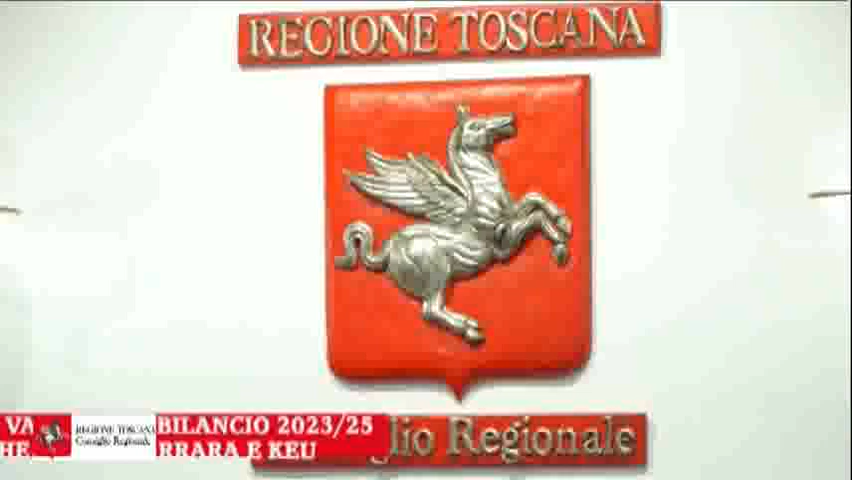 REGIONE TOSCANA
VA BILANCIO 2023/25
HE RRARA E KEU
REGIONE TOSCANA
Consiglio Regionale
glio Regionale